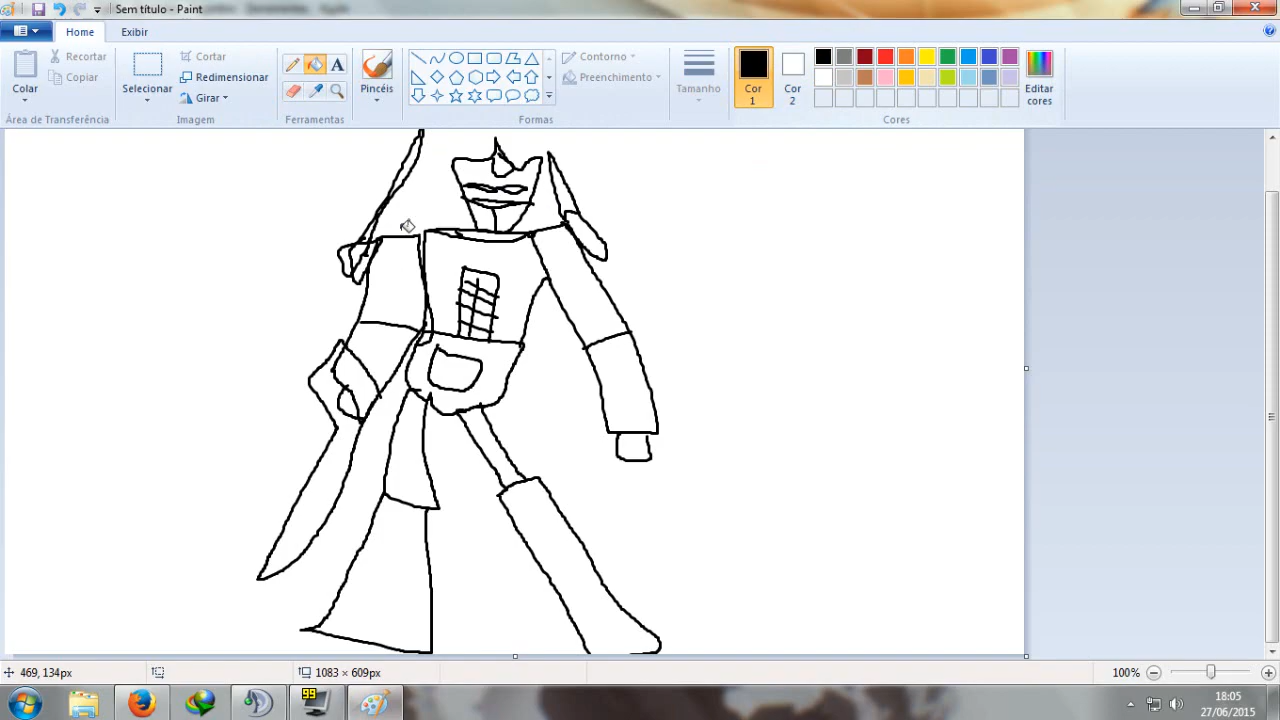 Sem título - Paint
Home
Exibir
Colar
Recortar
Copiar
Área de Transferência
Selecionar
Cortar
Redimensionar
Girar
Imagem
A
Ferramentas
Pincéis
Contorno
Preenchimento
Formas
Tamanho
Cor
1
Cor
2
Editar
cores
Cores
469, 134px
1083 × 609px
100%
99
18:05
27/06/2015